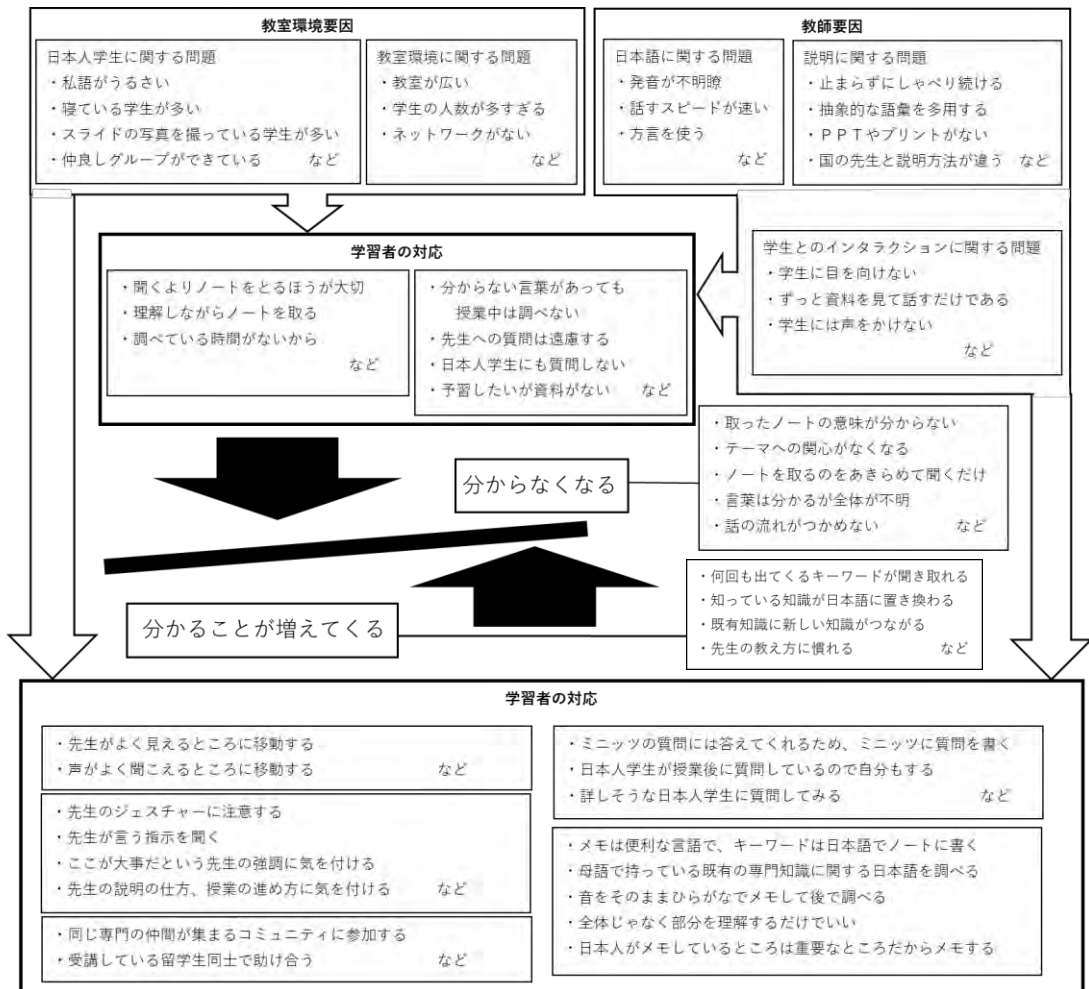 教室環境要因
日本人学生に関する問題
・私語がうるさい
・寝ている学生が多い
・スライドの写真を撮っている学生が多い
・仲良しグループができている など
教室環境に関する問題
・教室が広い
・学生の人数が多すぎる
・ネットワークがない
など
教師要因
日本語に関する問題
・発音が不明瞭
・話すスピードが速い
・方言を使う
など
説明に関する問題
・止まらずにしゃべり続ける
・抽象的な語彙を多用する
・ＰＰＴやプリントがない
・国の先生と説明方法が違う など
学生とのインタラクションに関する問題
・学生に目を向けない
・ずっと資料を見て話すだけである
・学生には声をかけない
など
学習者の対応
・聞くよりノートをとるほうが大切
・理解しながらノートを取る
・調べている時間がないから
など
・分からない言葉があっても
授業中は調べない
・先生への質問は遠慮する
・日本人学生にも質問しない
・予習したいが資料がない など
分からなくなる
・取ったノートの意味が分からない
・テーマへの関心がなくなる
・ノートを取るのをあきらめて聞くだけ
・言葉は分かるが全体が不明
・話の流れがつかめない など
分かることが増えてくる
・何回も出てくるキーワードが聞き取れる
・知っている知識が日本語に置き換わる
・既有知識に新しい知識がつながる
・先生の教え方に慣れる など
学習者の対応
・先生がよく見えるところに移動する
・声がよく聞こえるところに移動する など
・先生のジェスチャーに注意する
・先生が言う指示を聞く
・ここが大事だという先生の強調に気を付ける
・先生の説明の仕方、授業の進め方に気を付ける など
・同じ専門の仲間が集まるコミュニティに参加する
・受講している留学生同士で助け合う など
・ミニッツの質問には答えてくれるため、ミニッツに質問を書く
・日本人学生が授業後に質問しているので自分もする
・詳しそうな日本人学生に質問してみる など
・メモは便利な言語で、キーワードは日本語でノートに書く
・母語で持っている既有の専門知識に関する日本語を調べる
・音をそのままひらがなでメモして後で調べる
・全体じゃなく部分を理解するだけでいい
・日本人がメモしているところは重要なところだからメモする